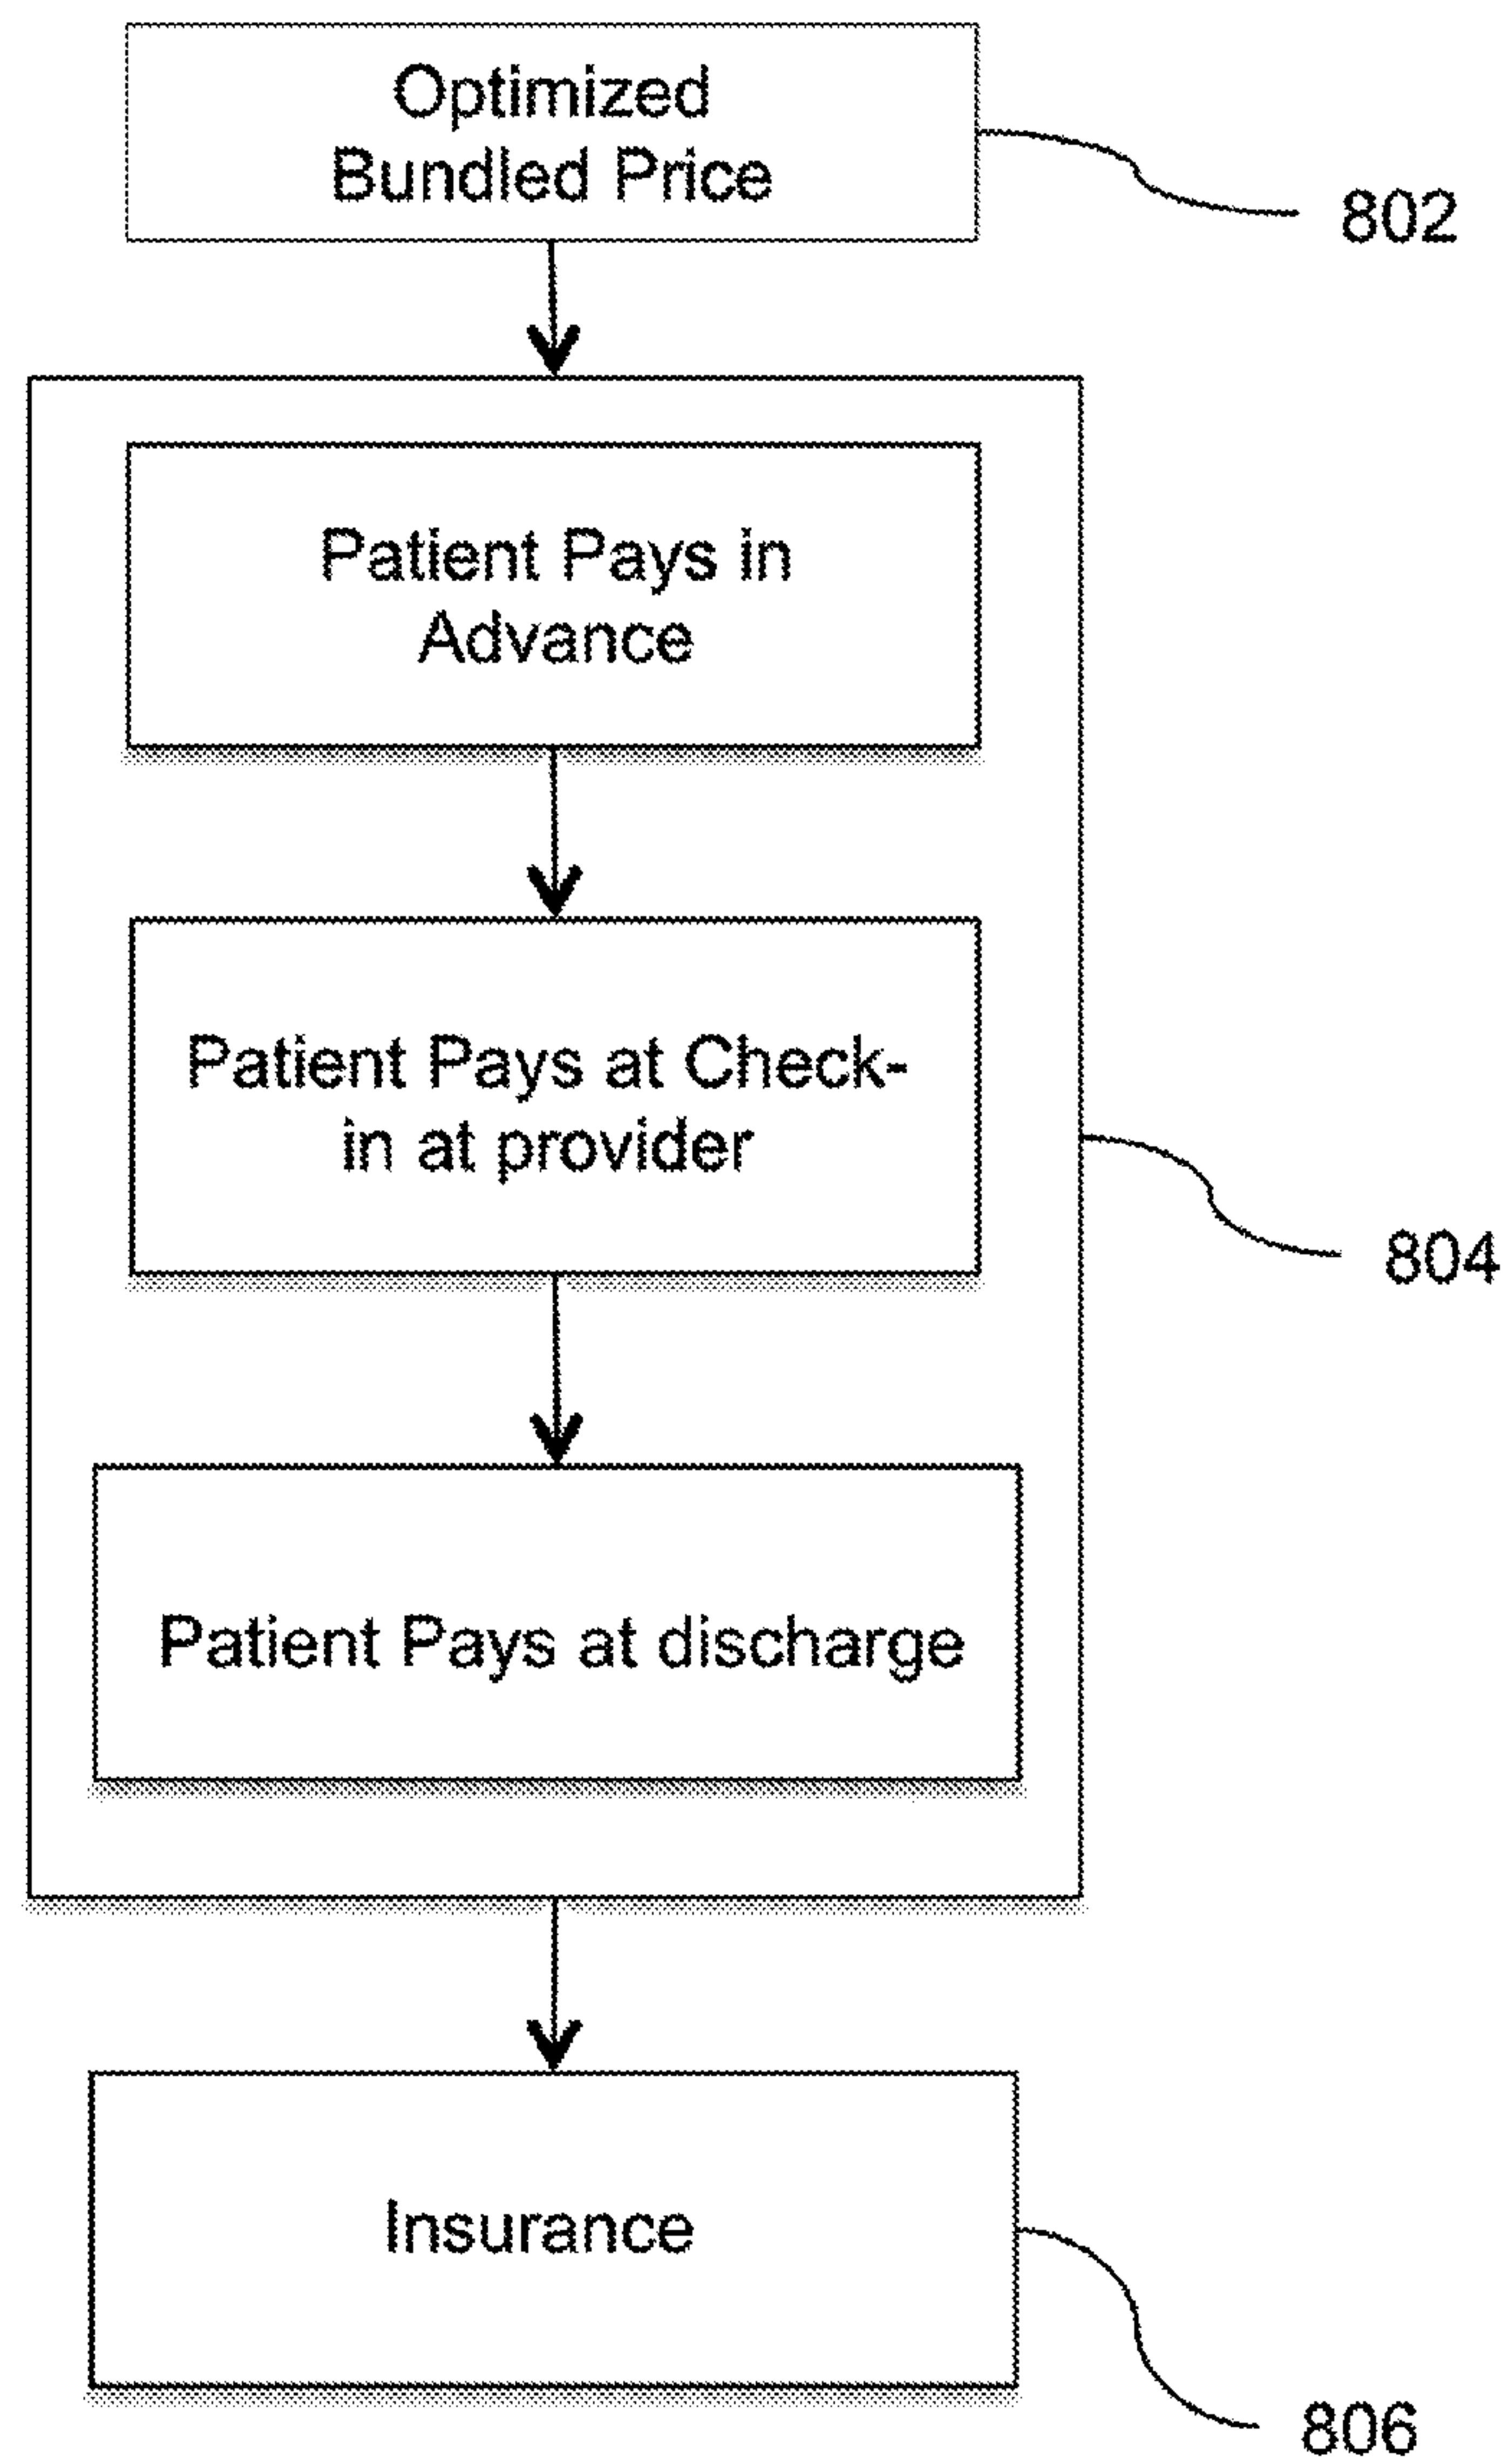 Optimized
Bundled Price
802
Patient Pays in
Advance
Patient Pays at Check-
in at provider
804
Patient Pays at discharge
Insurance
806